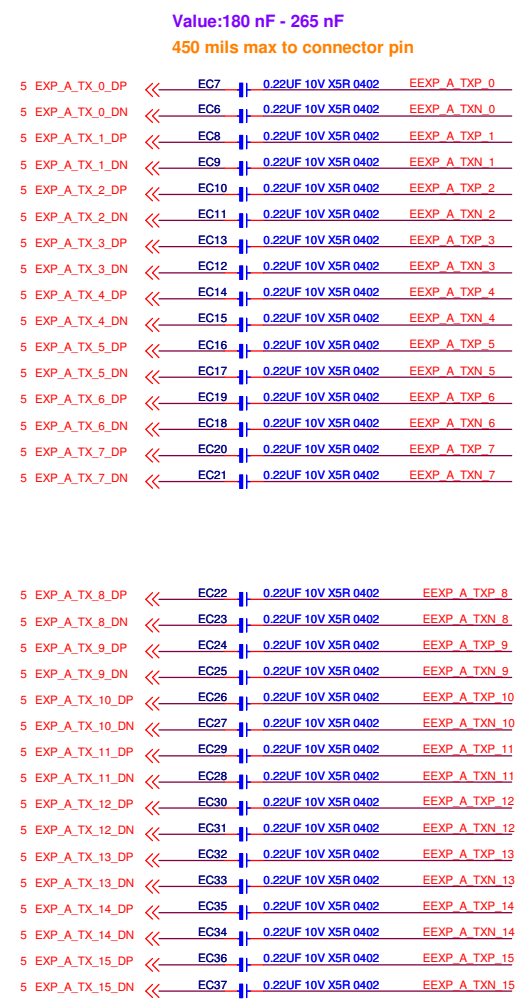 Value:180 nF - 265 nF
450 mils max to connector pin
5 EXP_A_TX_0_DP EC7 0.22UF 10V X5R 0402 EEXP_A_TXP_0
5 EXP_A_TX_0_DN EC6 0.22UF 10V X5R 0402 EEXP_A_TXN_0
5 EXP_A_TX_1_DP EC8 0.22UF 10V X5R 0402 EEXP_A_TXP_1
5 EXP_A_TX_1_DN EC9 0.22UF 10V X5R 0402 EEXP_A_TXN_1
5 EXP_A_TX_2_DP EC10 0.22UF 10V X5R 0402 EEXP_A_TXP_2
5 EXP_A_TX_2_DN EC11 0.22UF 10V X5R 0402 EEXP_A_TXN_2
5 EXP_A_TX_3_DP EC13 0.22UF 10V X5R 0402 EEXP_A_TXP_3
5 EXP_A_TX_3_DN EC12 0.22UF 10V X5R 0402 EEXP_A_TXN_3
5 EXP_A_TX_4_DP EC14 0.22UF 10V X5R 0402 EEXP_A_TXP_4
5 EXP_A_TX_4_DN EC15 0.22UF 10V X5R 0402 EEXP_A_TXN_4
5 EXP_A_TX_5_DP EC16 0.22UF 10V X5R 0402 EEXP_A_TXP_5
5 EXP_A_TX_5_DN EC17 0.22UF 10V X5R 0402 EEXP_A_TXN_5
5 EXP_A_TX_6_DP EC19 0.22UF 10V X5R 0402 EEXP_A_TXP_6
5 EXP_A_TX_6_DN EC18 0.22UF 10V X5R 0402 EEXP_A_TXN_6
5 EXP_A_TX_7_DP EC20 0.22UF 10V X5R 0402 EEXP_A_TXP_7
5 EXP_A_TX_7_DN EC21 0.22UF 10V X5R 0402 EEXP_A_TXN_7
5 EXP_A_TX_8_DP EC22 0.22UF 10V X5R 0402 EEXP_A_TXP_8
5 EXP_A_TX_8_DN EC23 0.22UF 10V X5R 0402 EEXP_A_TXN_8
5 EXP_A_TX_9_DP EC24 0.22UF 10V X5R 0402 EEXP_A_TXP_9
5 EXP_A_TX_9_DN EC25 0.22UF 10V X5R 0402 EEXP_A_TXN_9
5 EXP_A_TX_10_DP EC26 0.22UF 10V X5R 0402 EEXP_A_TXP_10
5 EXP_A_TX_10_DN EC27 0.22UF 10V X5R 0402 EEXP_A_TXN_10
5 EXP_A_TX_11_DP EC29 0.22UF 10V X5R 0402 EEXP_A_TXP_11
5 EXP_A_TX_11_DN EC28 0.22UF 10V X5R 0402 EEXP_A_TXN_11
5 EXP_A_TX_12_DP EC30 0.22UF 10V X5R 0402 EEXP_A_TXP_12
5 EXP_A_TX_12_DN EC31 0.22UF 10V X5R 0402 EEXP_A_TXN_12
5 EXP_A_TX_13_DP EC32 0.22UF 10V X5R 0402 EEXP_A_TXP_13
5 EXP_A_TX_13_DN EC33 0.22UF 10V X5R 0402 EEXP_A_TXN_13
5 EXP_A_TX_14_DP EC35 0.22UF 10V X5R 0402 EEXP_A_TXP_14
5 EXP_A_TX_14_DN EC34 0.22UF 10V X5R 0402 EEXP_A_TXN_14
5 EXP_A_TX_15_DP EC36 0.22UF 10V X5R 0402 EEXP_A_TXP_15
5 EXP_A_TX_15_DN EC37 0.22UF 10V X5R 0402 EEXP_A_TXN_15